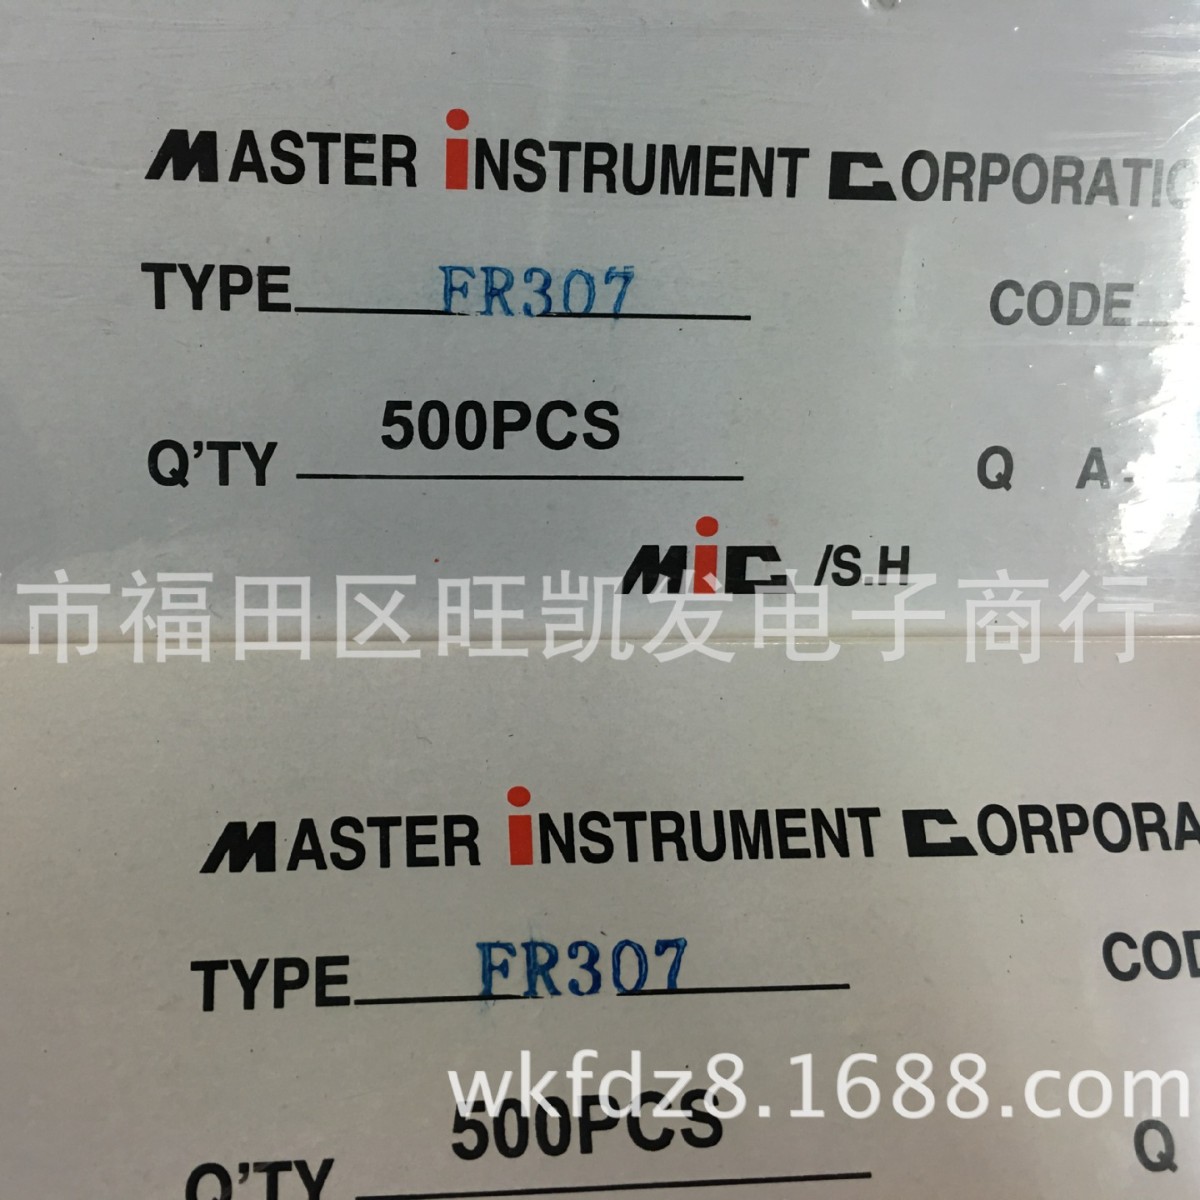 MASTER iNSTRUMENT CORPORATIO
TYPE FR307 CODE
Q'TY 500PCS Q A-
MiC /S.H
市福田区旺凯发电子商行
MASTER iNSTRUMENT CORPORA
TYPE FR307 COD
wkfdz8.1688.com
Q'TY 500PCS Q